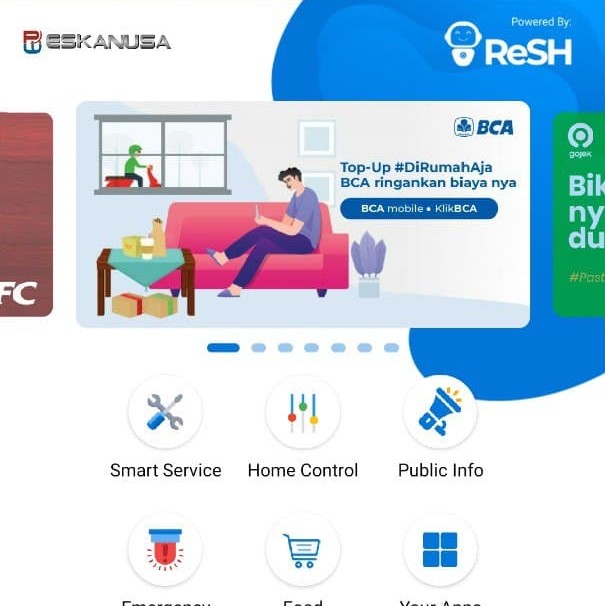 ESKANUSA
Powered By:
ReSH
FC
BCA
Top-Up #DiRumahAja
BCA ringankan biaya nya
BCA mobile • KlikBCA
gojek
Bik
ny
du
#Past
Smart Service
Home Control
Public Info
Emergency
Food
Your Apps